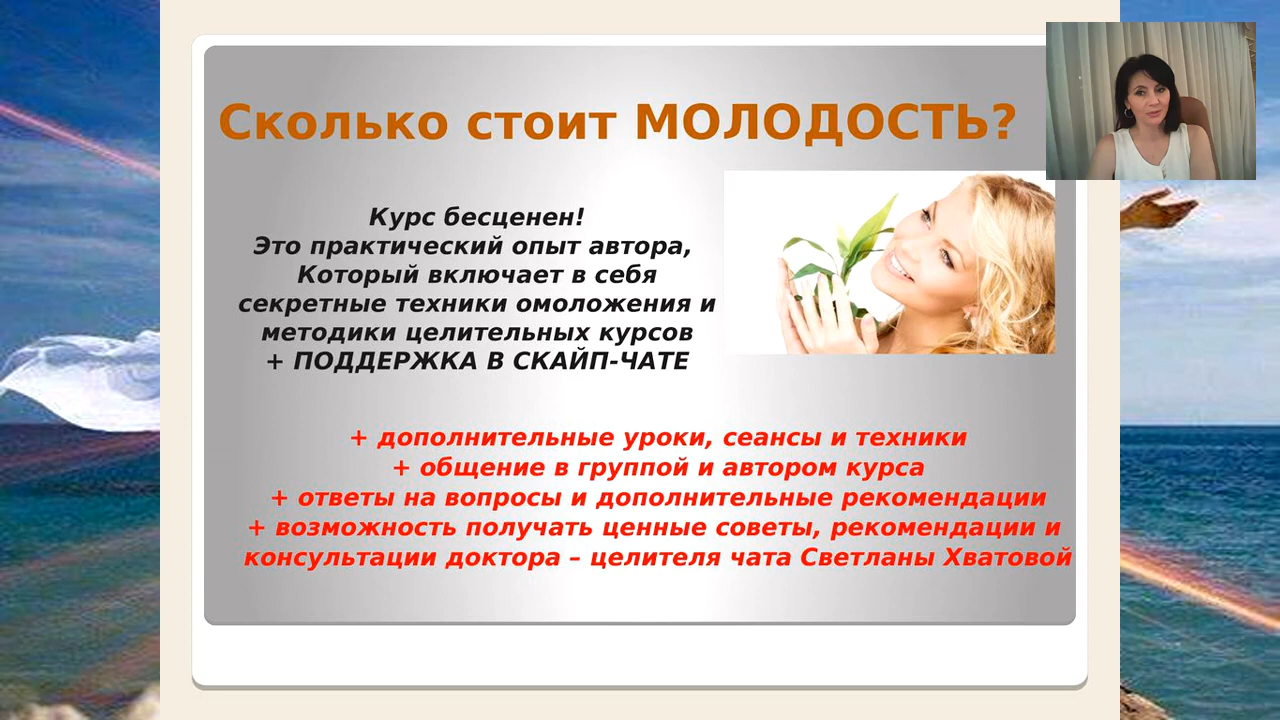 Сколько стоит МОЛОДОСТЬ?
Курс бесценен!
Это практический опыт автора,
Который включает в себя
секретные техники омоложения и
методики целительных курсов
+ ПОДДЕРЖКА В СКАЙП-ЧАТЕ
+ дополнительные уроки, сеансы и техники
+ общение в группой и автором курса
+ ответы на вопросы и дополнительные рекомендации
+ возможность получать ценные советы, рекомендации и
консультации доктора – целителя чата Светланы Хватовой